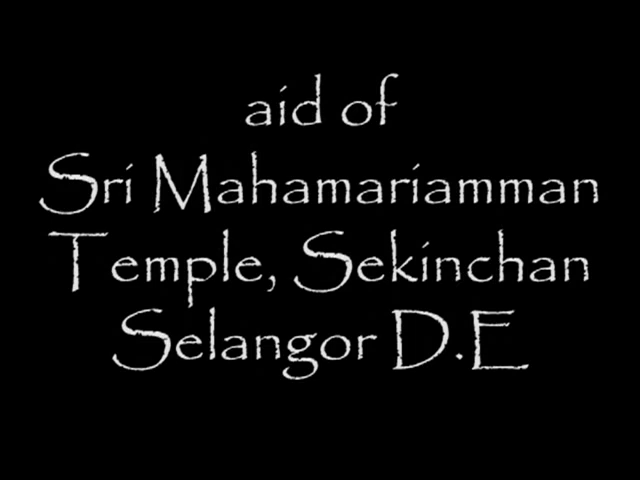 aid of
Sri Mahamariamman
Temple, Sekinchan
Selangor D.E